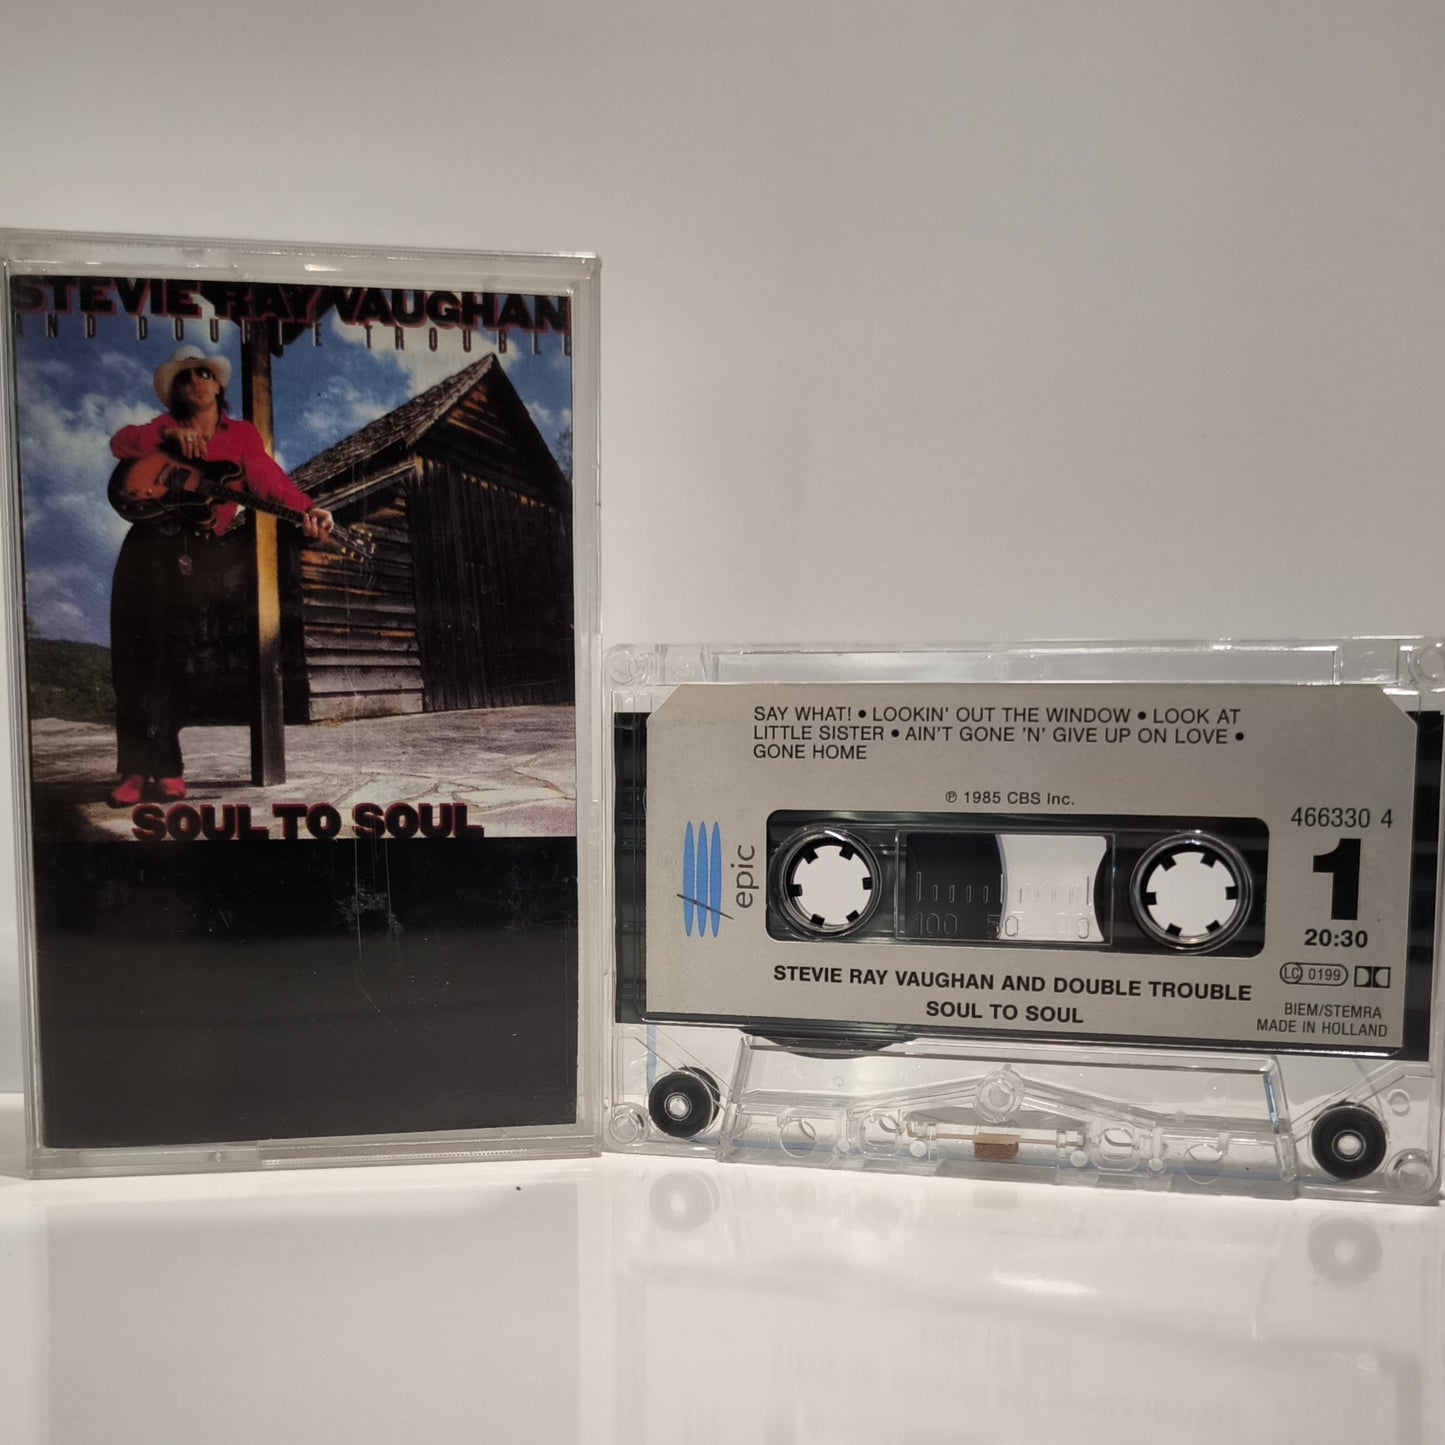 STEVIE RAY VAUGHAN
AND DOUBLE TROUBLE
SOUL TO SOUL
SAY WHAT! • LOOKIN' OUT THE WINDOW • LOOK AT
LITTLE SISTER • AIN'T GONE 'N' GIVE UP ON LOVE •
GONE HOME
℗ 1985 CBS Inc.
466330 4
epic
1
100 50 0
20:30
STEVIE RAY VAUGHAN AND DOUBLE TROUBLE
SOUL TO SOUL
LC 0199
BIEM/STEMRA
MADE IN HOLLAND